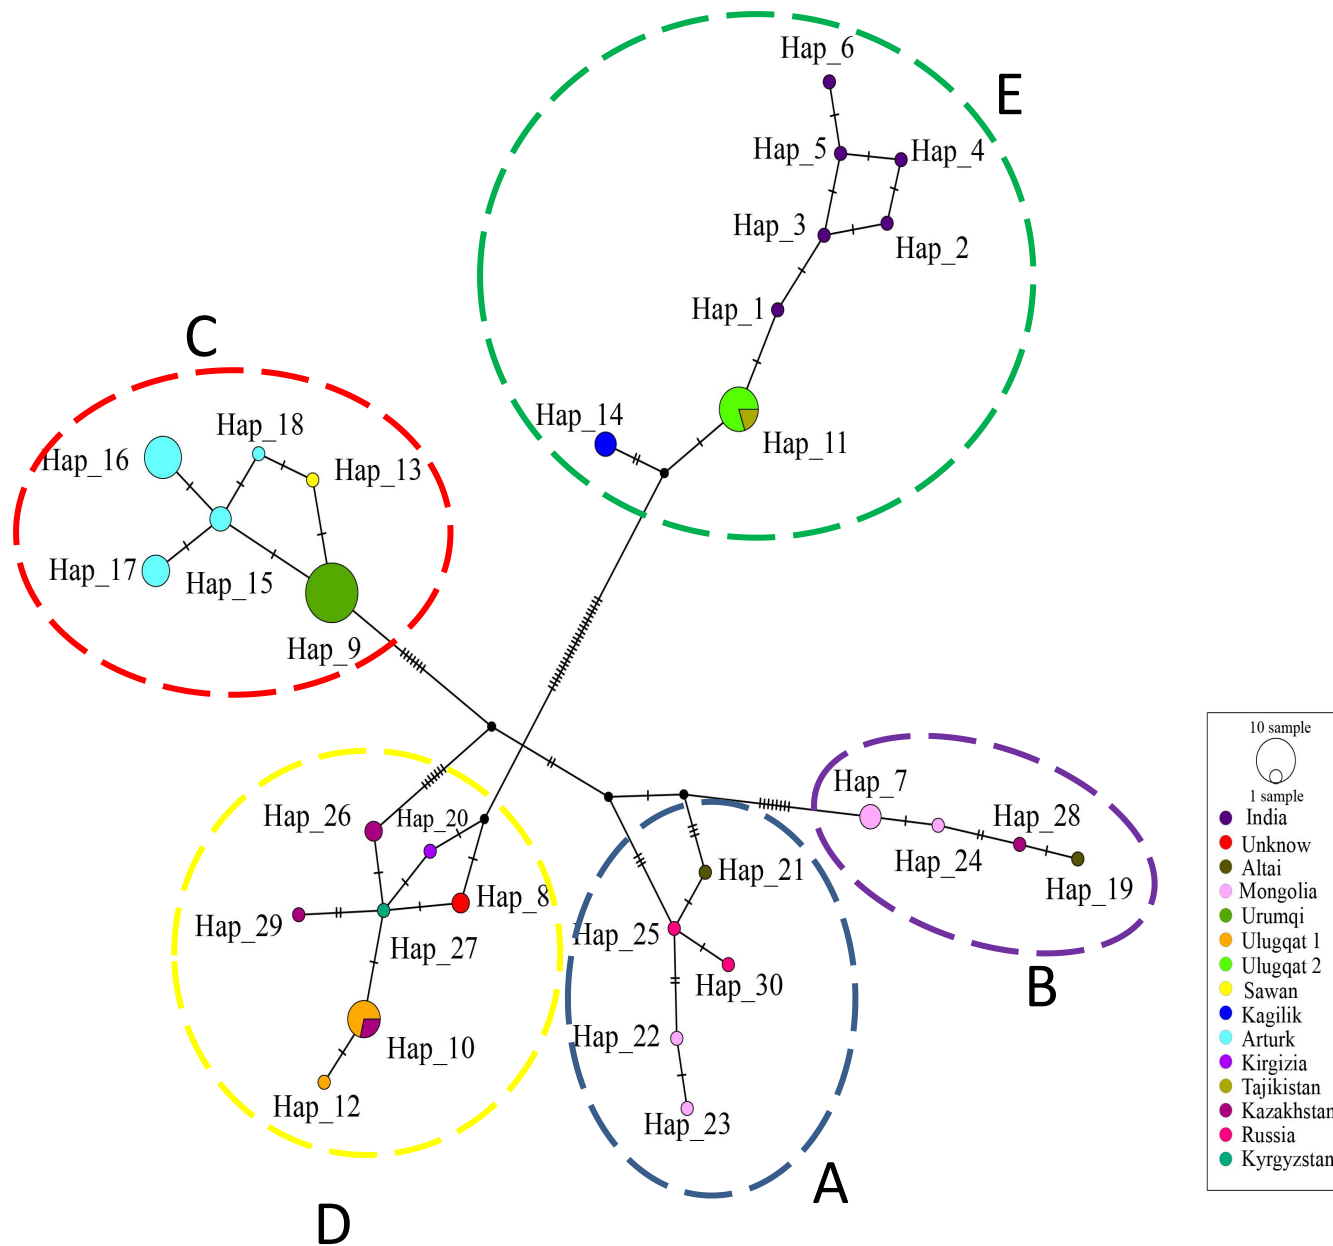 Hap_6
E
Hap_5
Hap_4
Hap_3
Hap_2
Hap_1
C
Hap_14
Hap_11
Hap_18
Hap_16
Hap_13
Hap_17
Hap_15
Hap_9
10 sample
1 sample
India
Unknow
Altai
Mongolia
Urumqi
Ulugqat 1
Ulugqat 2
Sawan
Kagilik
Arturk
Kirgizia
Tajikistan
Kazakhstan
Russia
Kyrgyzstan
Hap_7
Hap_28
Hap_24
Hap_19
B
Hap_26
Hap_20
Hap_8
Hap_29
Hap_27
Hap_10
Hap_12
D
Hap_21
Hap_25
Hap_30
Hap_22
Hap_23
A